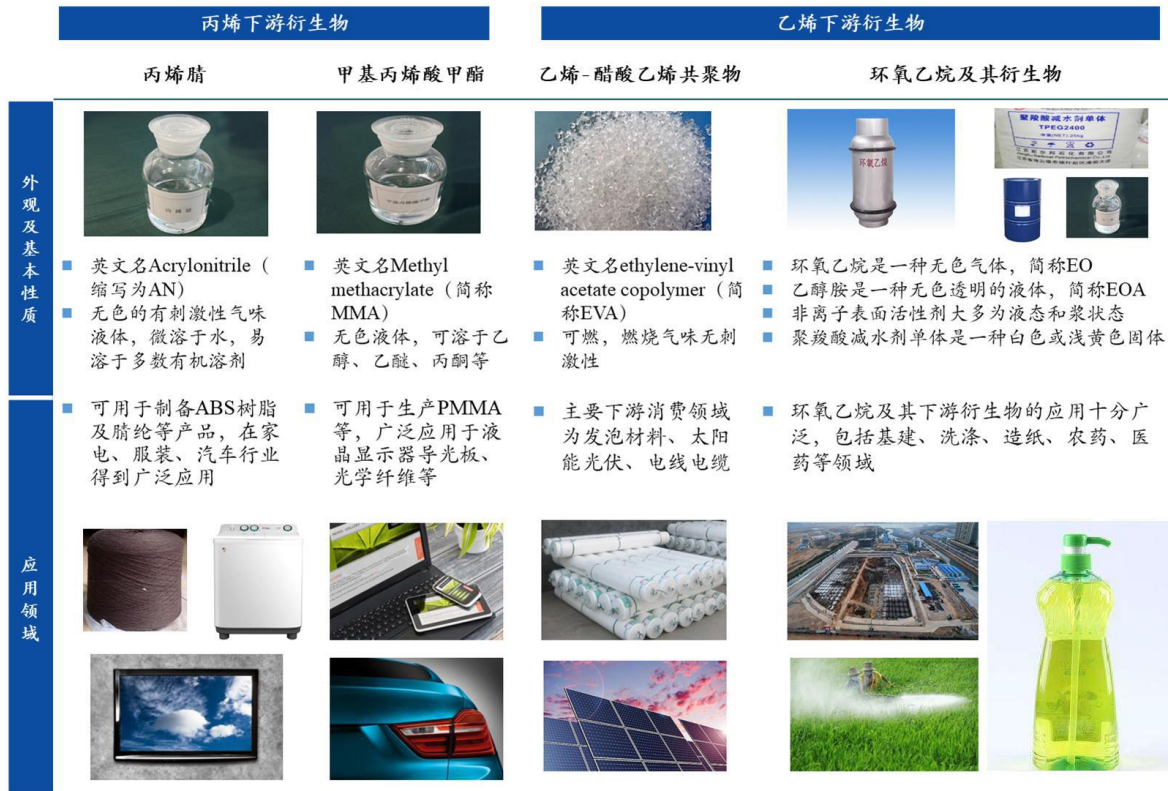 丙烯下游衍生物
乙烯下游衍生物
丙烯腈
甲基丙烯酸甲酯
乙烯-醋酸乙烯共聚物
环氧乙烷及其衍生物
外观及基本性质
丙烯腈
甲基丙烯酸甲酯
环氧乙烷
聚羧酸减水剂单体
TPEG2400
■ 英文名Acrylonitrile（
缩写为AN）
■ 无色的有刺激性气味
液体，微溶于水，易
溶于多数有机溶剂
■ 英文名Methyl
methacrylate（简称
MMA）
■ 无色液体，可溶于乙
醇、乙醚、丙酮等
■ 英文名ethylene-vinyl
acetate copolymer（简
称EVA）
■ 可燃，燃烧气味无刺
激性
■ 环氧乙烷是一种无色气体，简称EO
■ 乙醇胺是一种无色透明的液体，简称EOA
■ 非离子表面活性剂大多为液态和浆状态
■ 聚羧酸减水剂单体是一种白色或浅黄色固体
应用领域
■ 可用于制备ABS树脂
及腈纶等产品，在家
电、服装、汽车行业
得到广泛应用
■ 可用于生产PMMA
等，广泛应用于液
晶显示器导光板、
光学纤维等
■ 主要下游消费领域
为发泡材料、太阳
能光伏、电线电缆
■ 环氧乙烷及其下游衍生物的应用十分广
泛，包括基建、洗涤、造纸、农药、医
药等领域